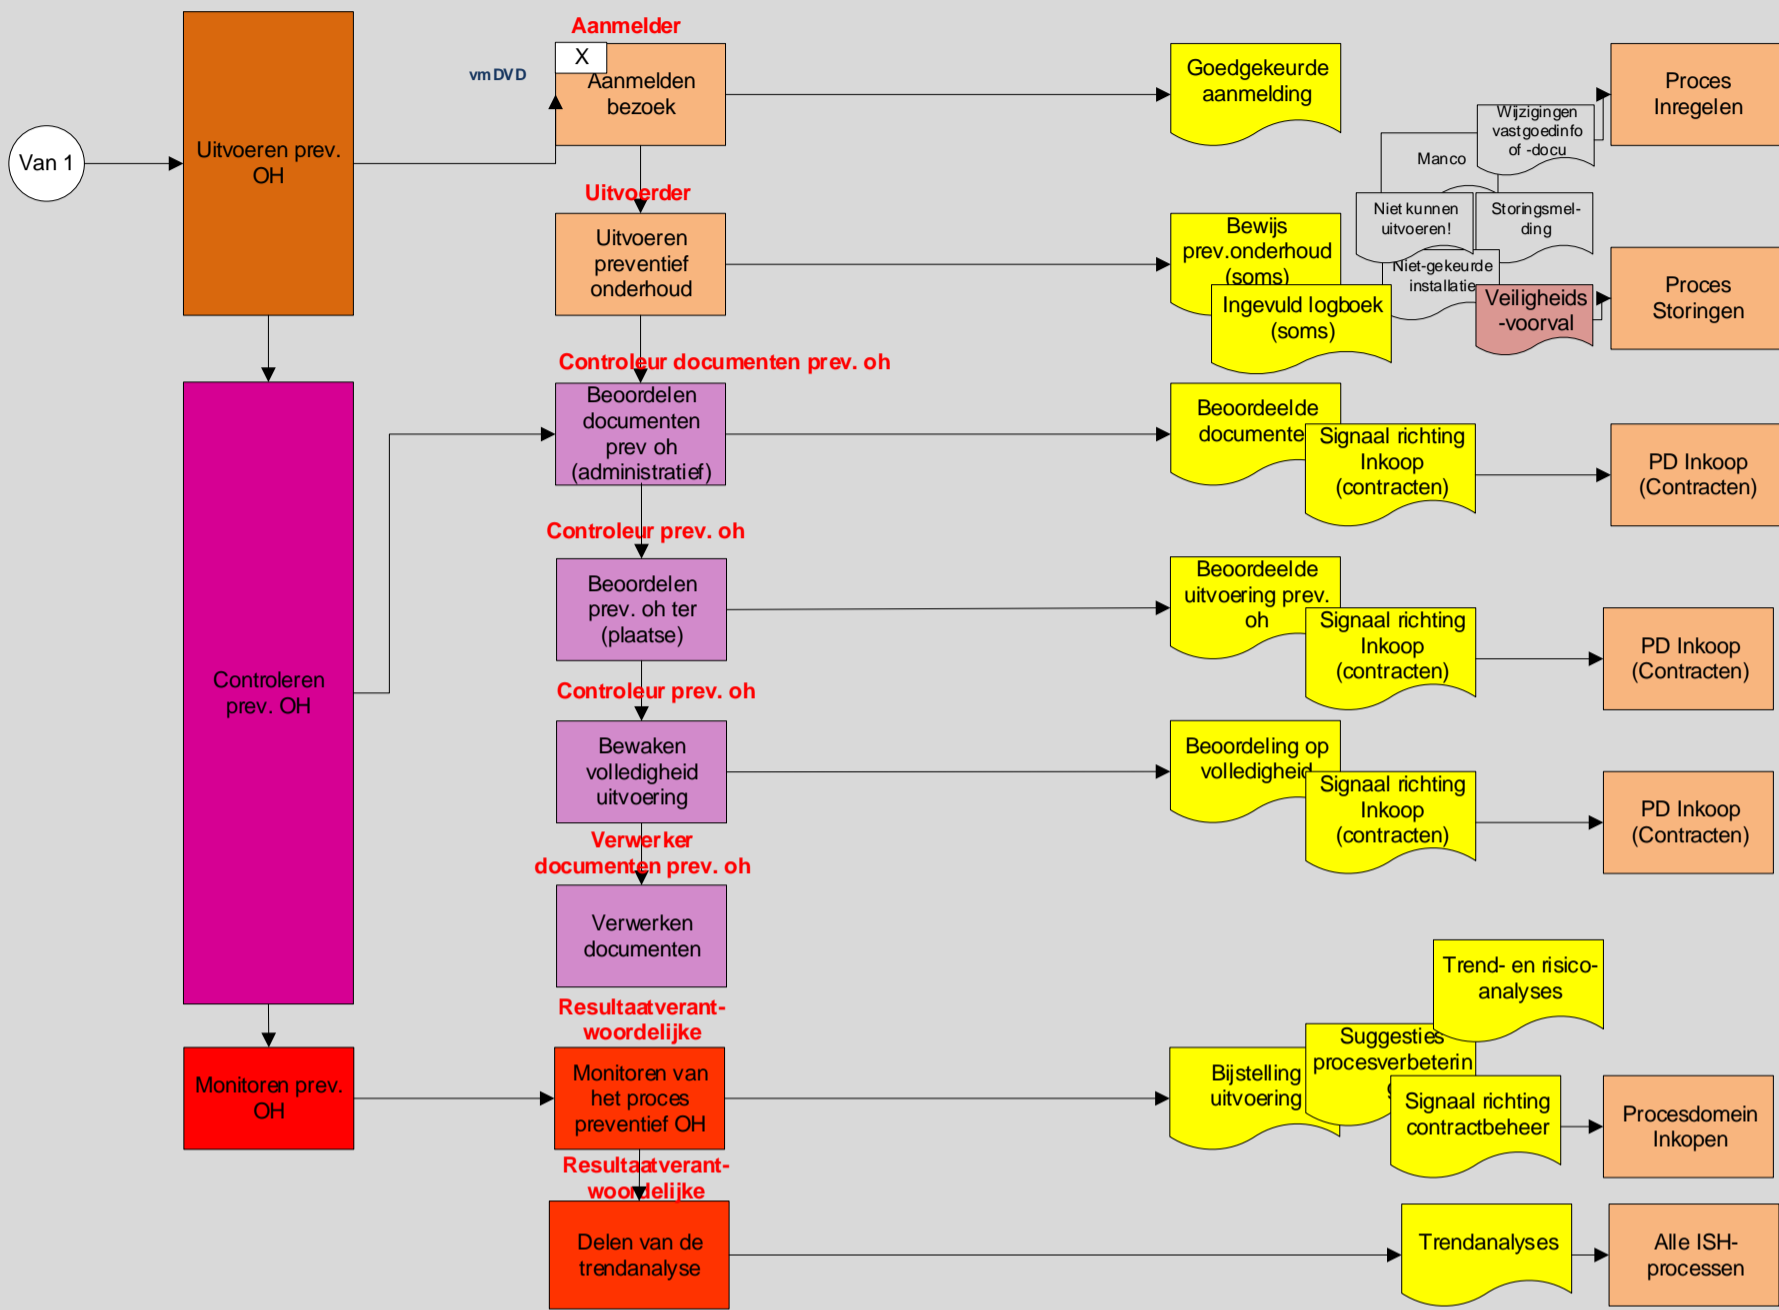 Aanmelder
X
vm DVD
Aanmelden
bezoek
Goedgekeurde
aanmelding
Proces
Inregelen
Wijzigingen
vastgoedinfo
of -docu
Manco
Van 1
Uitvoeren prev.
OH
Uitvoerder
Uitvoeren
preventief
onderhoud
Bewijs
prev.onderhoud
(soms)
Ingevuld logboek
(soms)
Niet kunnen
uitvoeren!
Storingsmel-
ding
Niet-gekeurde
installatie
Veiligheids
-voorval
Proces
Storingen
Controleur documenten prev. oh
Beoordelen
documenten
prev oh
(administratief)
Beoordeelde
documente
Signaal richting
Inkoop
(contracten)
PD Inkoop
(Contracten)
Controleren
prev. OH
Controleur prev. oh
Beoordelen
prev. oh ter
(plaatse)
Beoordeelde
uitvoering prev.
oh
Signaal richting
Inkoop
(contracten)
PD Inkoop
(Contracten)
Controleur prev. oh
Bewaken
volledigheid
uitvoering
Beoordeling op
volledigheid
Signaal richting
Inkoop
(contracten)
PD Inkoop
(Contracten)
Verwerker
documenten prev. oh
Verwerken
documenten
Resultaatverant-
woordelijke
Monitoren prev.
OH
Monitoren van
het proces
preventief OH
Bijstelling
uitvoering
Suggesties
procesverbeterin
Trend- en risico-
analyses
Signaal richting
contractbeheer
Procesdomein
Inkopen
Resultaatverant-
woordelijke
Delen van de
trendanalyse
Trendanalyses
Alle ISH-
processen